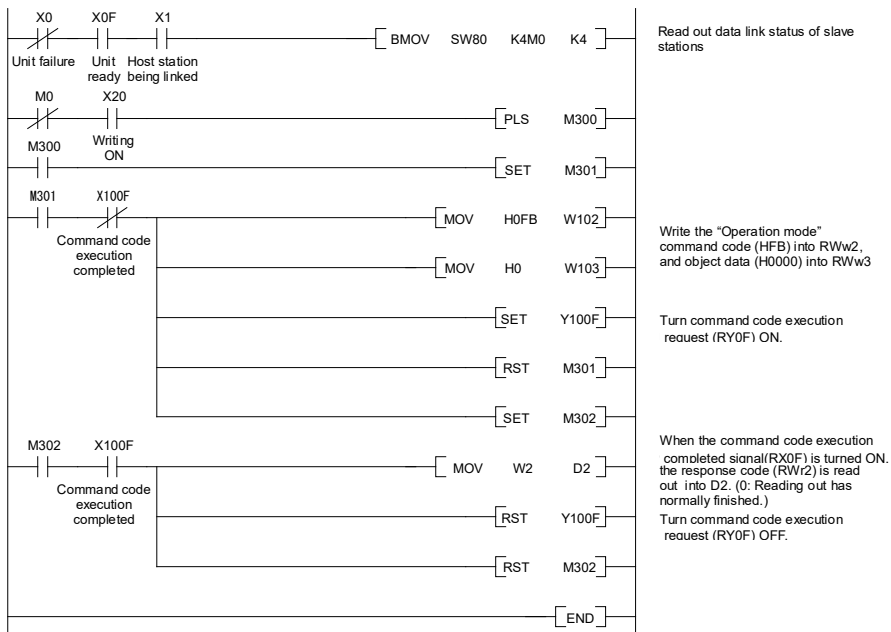 X0 X0F X1
BMOV SW80 K4M0 K4
Read out data link status of slave
stations
Unit failure Unit Host station
ready being linked
M0 X20
PLS M300
Writing
ON
M300
SET M301
M301 X100F
MOV H0FB W102
Command code
execution
completed
Write the “Operation mode”
command code (HFB) into RWw2,
and object data (H0000) into RWw3
MOV H0 W103
SET Y100F
Turn command code execution
request (RY0F) ON.
RST M301
SET M302
M302 X100F
MOV W2 D2
Command code
execution
completed
When the command code execution
completed signal(RX0F) is turned ON.
the response code (RWr2) is read
out into D2. (0: Reading out has
normally finished.)
RST Y100F
Turn command code execution
request (RY0F) OFF.
RST M302
END